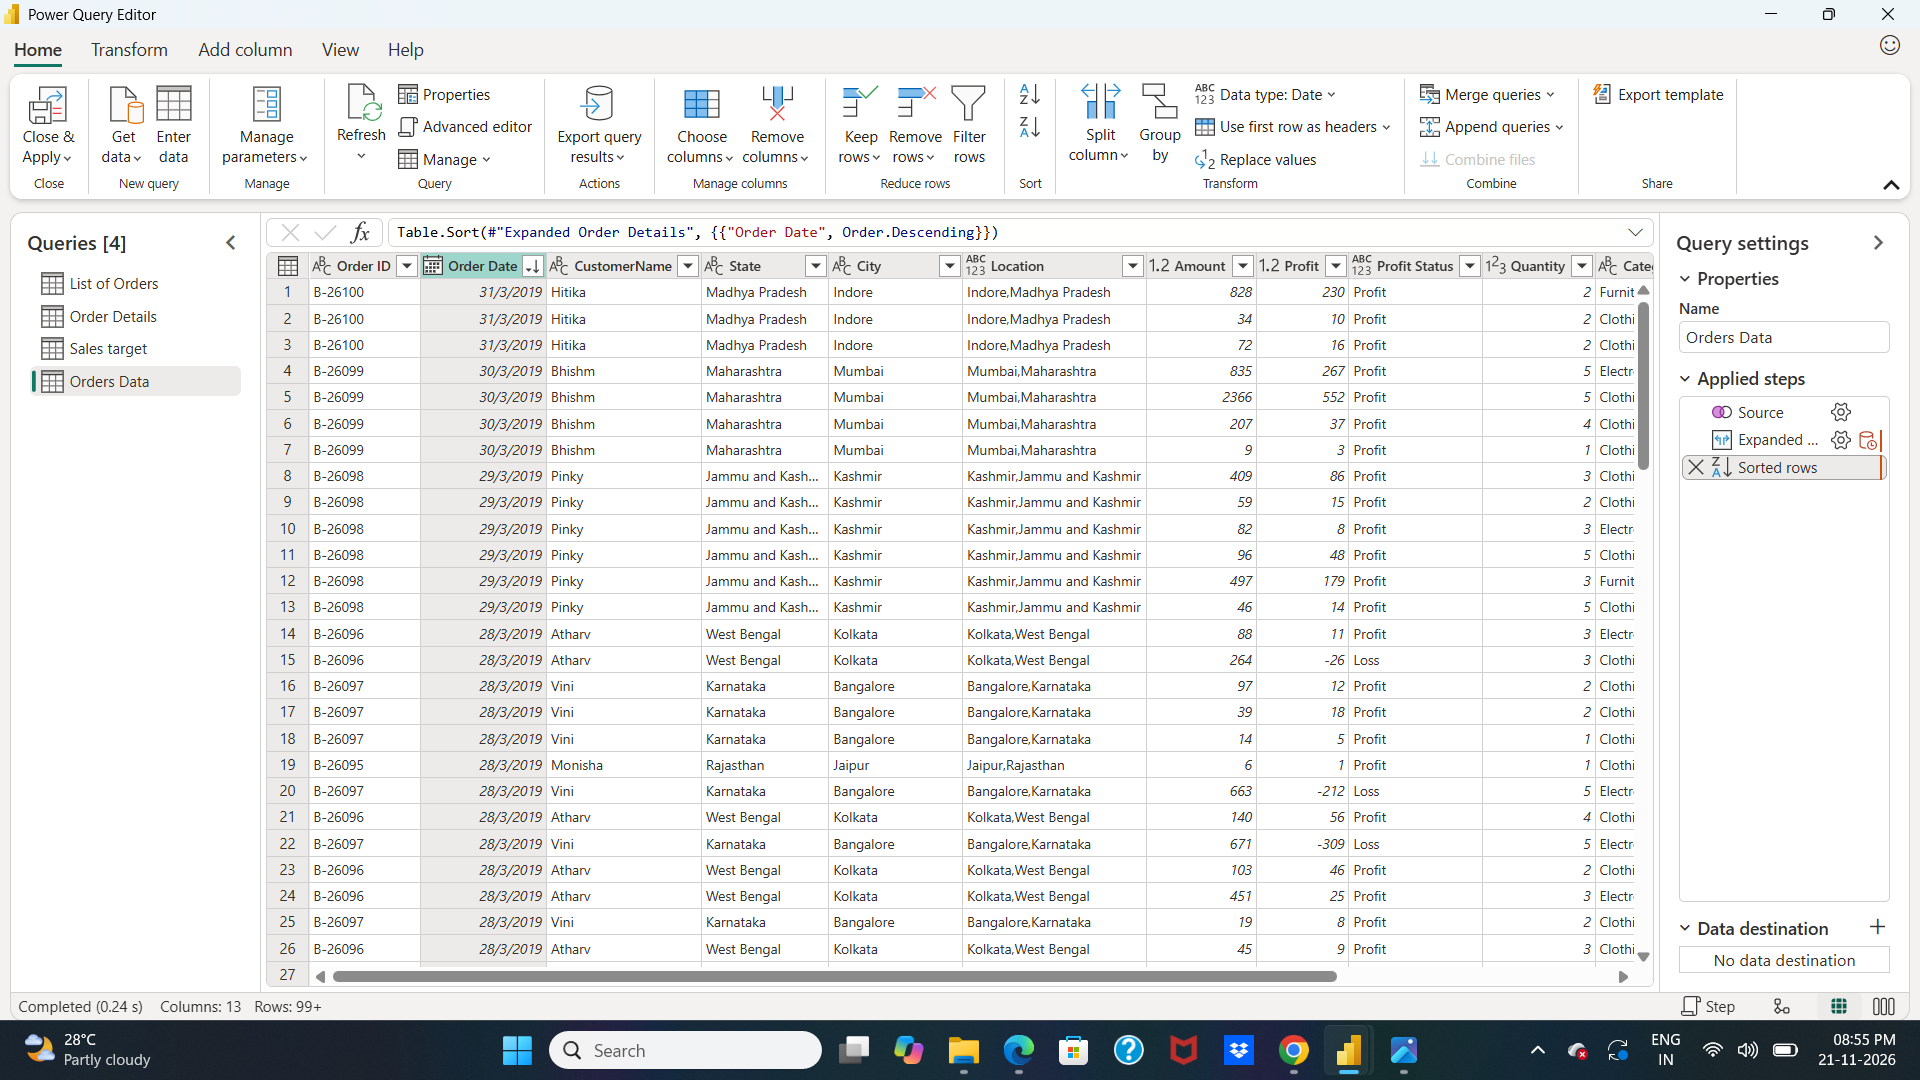 Power Query Editor
Home Transform Add column View Help
Close & Apply
Close
Get data
Enter data
New query
Manage parameters
Manage
Refresh
Properties
Advanced editor
Manage
Query
Export query results
Actions
Choose columns
Remove columns
Manage columns
Keep rows
Remove rows
Filter rows
Reduce rows
Sort
Split column
Group by
Data type: Date
Use first row as headers
Replace values
Transform
Merge queries
Append queries
Combine files
Combine
Export template
Share
Queries [4]
List of Orders
Order Details
Sales target
Orders Data
fx Table.Sort(#"Expanded Order Details", {{"Order Date", Order.Descending}})
Order ID Order Date CustomerName State City Location Amount Profit Profit Status Quantity Categ
1 B-26100 31/3/2019 Hitika Madhya Pradesh Indore Indore,Madhya Pradesh 828 230 Profit 2 Furnit
2 B-26100 31/3/2019 Hitika Madhya Pradesh Indore Indore,Madhya Pradesh 34 10 Profit 2 Clothi
3 B-26100 31/3/2019 Hitika Madhya Pradesh Indore Indore,Madhya Pradesh 72 16 Profit 2 Clothi
4 B-26099 30/3/2019 Bhishm Maharashtra Mumbai Mumbai,Maharashtra 835 267 Profit 5 Electr
5 B-26099 30/3/2019 Bhishm Maharashtra Mumbai Mumbai,Maharashtra 2366 552 Profit 5 Clothi
6 B-26099 30/3/2019 Bhishm Maharashtra Mumbai Mumbai,Maharashtra 207 37 Profit 4 Clothi
7 B-26099 30/3/2019 Bhishm Maharashtra Mumbai Mumbai,Maharashtra 9 3 Profit 1 Clothi
8 B-26098 29/3/2019 Pinky Jammu and Kash... Kashmir Kashmir,Jammu and Kashmir 409 86 Profit 3 Clothi
9 B-26098 29/3/2019 Pinky Jammu and Kash... Kashmir Kashmir,Jammu and Kashmir 59 15 Profit 2 Clothi
10 B-26098 29/3/2019 Pinky Jammu and Kash... Kashmir Kashmir,Jammu and Kashmir 82 8 Profit 3 Electr
11 B-26098 29/3/2019 Pinky Jammu and Kash... Kashmir Kashmir,Jammu and Kashmir 96 48 Profit 5 Clothi
12 B-26098 29/3/2019 Pinky Jammu and Kash... Kashmir Kashmir,Jammu and Kashmir 497 179 Profit 3 Furnit
13 B-26098 29/3/2019 Pinky Jammu and Kash... Kashmir Kashmir,Jammu and Kashmir 46 14 Profit 5 Clothi
14 B-26096 28/3/2019 Atharv West Bengal Kolkata Kolkata,West Bengal 88 11 Profit 3 Electr
15 B-26096 28/3/2019 Atharv West Bengal Kolkata Kolkata,West Bengal 264 -26 Loss 3 Clothi
16 B-26097 28/3/2019 Vini Karnataka Bangalore Bangalore,Karnataka 97 12 Profit 2 Clothi
17 B-26097 28/3/2019 Vini Karnataka Bangalore Bangalore,Karnataka 39 18 Profit 2 Clothi
18 B-26097 28/3/2019 Vini Karnataka Bangalore Bangalore,Karnataka 14 5 Profit 1 Clothi
19 B-26095 28/3/2019 Monisha Rajasthan Jaipur Jaipur,Rajasthan 6 1 Profit 1 Clothi
20 B-26097 28/3/2019 Vini Karnataka Bangalore Bangalore,Karnataka 663 -212 Loss 5 Electr
21 B-26096 28/3/2019 Atharv West Bengal Kolkata Kolkata,West Bengal 140 56 Profit 4 Clothi
22 B-26097 28/3/2019 Vini Karnataka Bangalore Bangalore,Karnataka 671 -309 Loss 5 Electr
23 B-26096 28/3/2019 Atharv West Bengal Kolkata Kolkata,West Bengal 103 46 Profit 2 Clothi
24 B-26096 28/3/2019 Atharv West Bengal Kolkata Kolkata,West Bengal 451 25 Profit 3 Electr
25 B-26097 28/3/2019 Vini Karnataka Bangalore Bangalore,Karnataka 19 8 Profit 2 Clothi
26 B-26096 28/3/2019 Atharv West Bengal Kolkata Kolkata,West Bengal 45 9 Profit 3 Clothi
27
Query settings
Properties
Name
Orders Data
Applied steps
Source
Expanded ...
Sorted rows
Data destination
No data destination
Completed (0.24 s) Columns: 13 Rows: 99+
Step
28°C
Partly cloudy
Search
ENG
IN
08:55 PM
21-11-2026